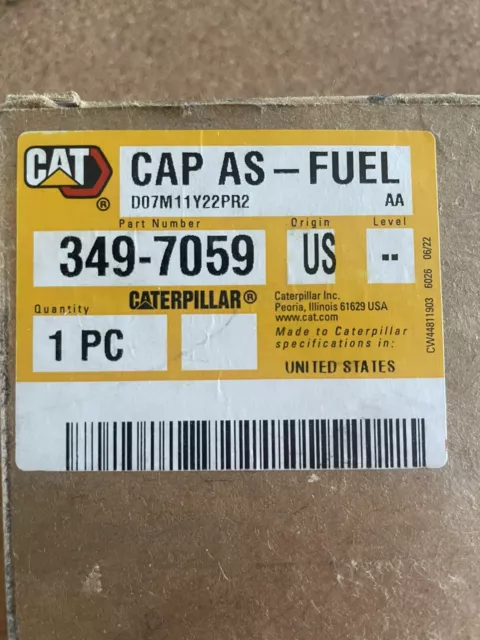 CAT ®
CAP AS-FUEL
D07M11Y22PR2 AA
Part Number Origin Level
349-7059 US --
Quantity CATERPILLAR®
1 PC
Caterpillar Inc.
Peoria, Illinois 61629 USA
www.cat.com
Made to Caterpillar
specifications in:
UNITED STATES
CW44811903 6026 06/22